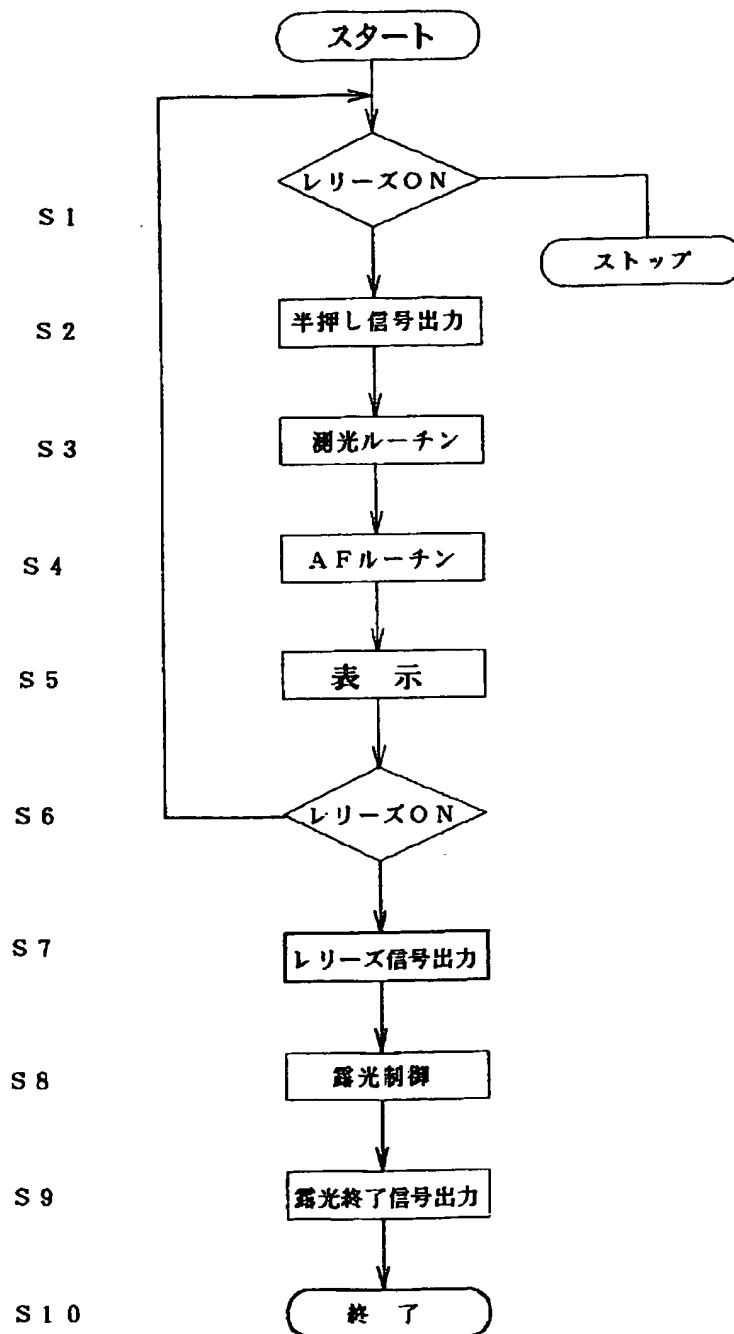 スタート
S1
レリーズON
ストップ
S2
半押し信号出力
S3
測光ルーチン
S4
AFルーチン
S5
表 示
S6
レリーズON
S7
レリーズ信号出力
S8
露光制御
S9
露光終了信号出力
S10
終 了